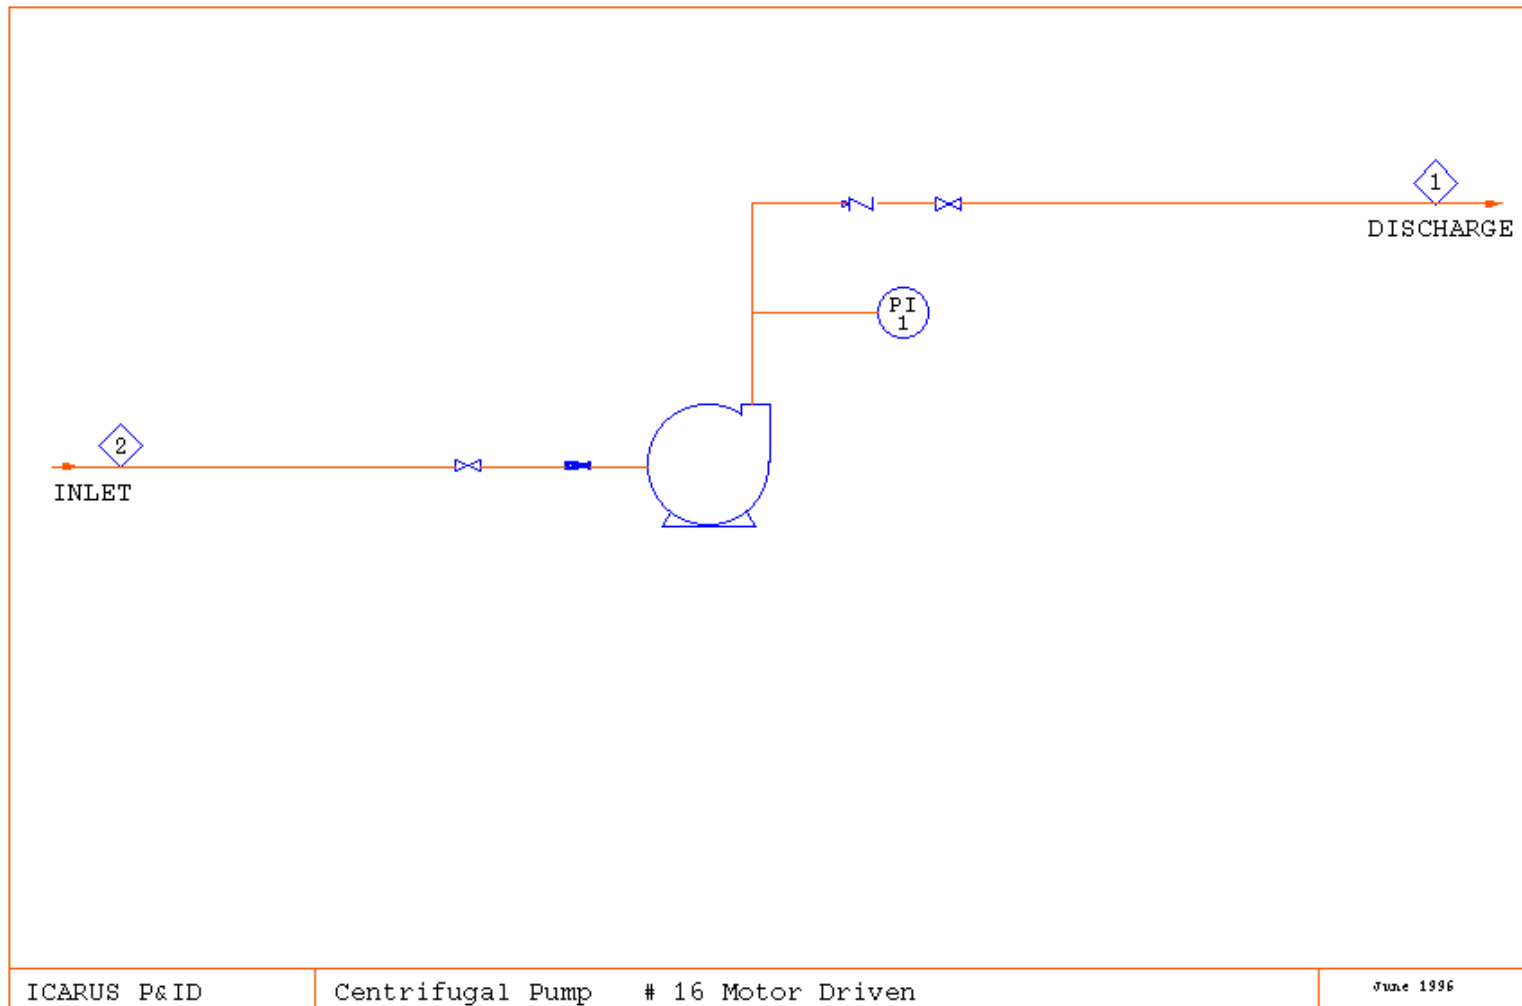 1
DISCHARGE
PI
1
2
INLET
ICARUS P&ID
Centrifugal Pump # 16 Motor Driven
June 1996